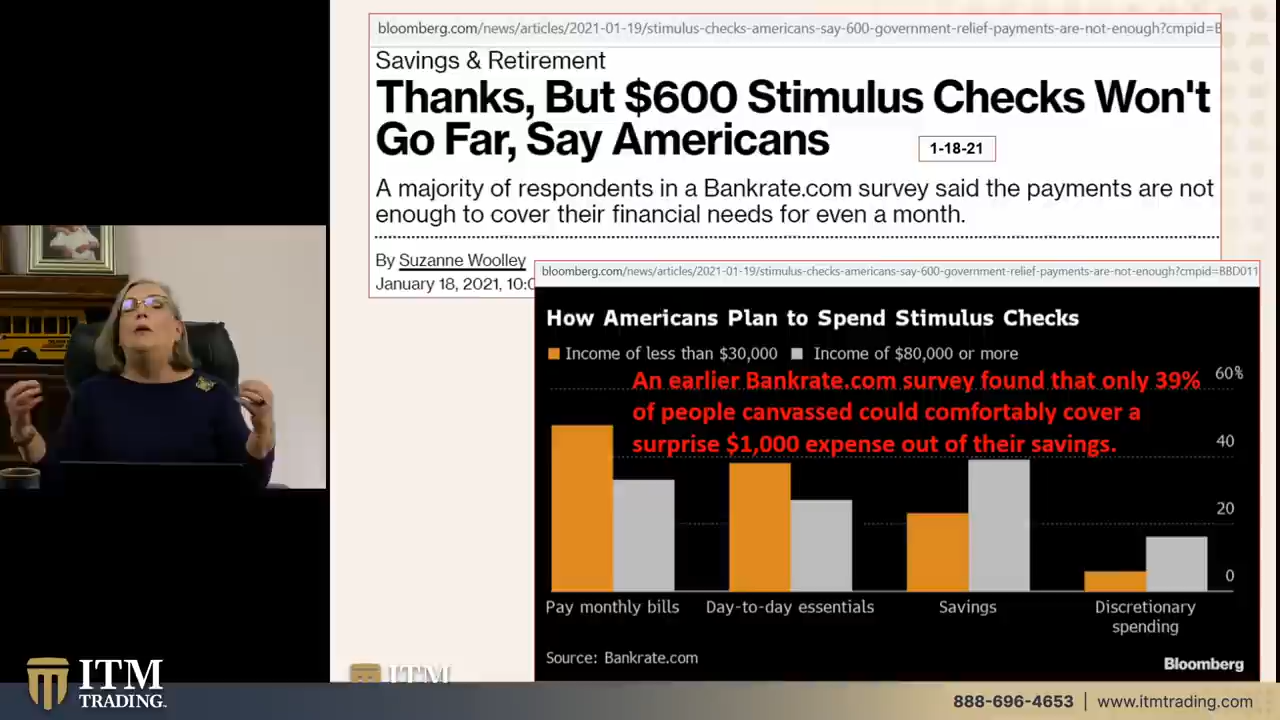 bloomberg.com/news/articles/2021-01-19/stimulus-checks-americans-say-600-government-relief-payments-are-not-enough?cmpid=B
Savings & Retirement
Thanks, But $600 Stimulus Checks Won't
Go Far, Say Americans
1-18-21
A majority of respondents in a Bankrate.com survey said the payments are not
enough to cover their financial needs for even a month.
By Suzanne Woolley
January 18, 2021, 10:0
bloomberg.com/news/articles/2021-01-19/stimulus-checks-americans-say-600-government-relief-payments-are-not-enough?cmpid=BBD011
How Americans Plan to Spend Stimulus Checks
Income of less than $30,000 Income of $80,000 or more
60%
An earlier Bankrate.com survey found that only 39%
of people canvassed could comfortably cover a
surprise $1,000 expense out of their savings.
40
20
0
Pay monthly bills Day-to-day essentials Savings Discretionary
spending
Source: Bankrate.com
Bloomberg
ITM
TRADING.
ITM
888-696-4653 | www.itmtrading.com